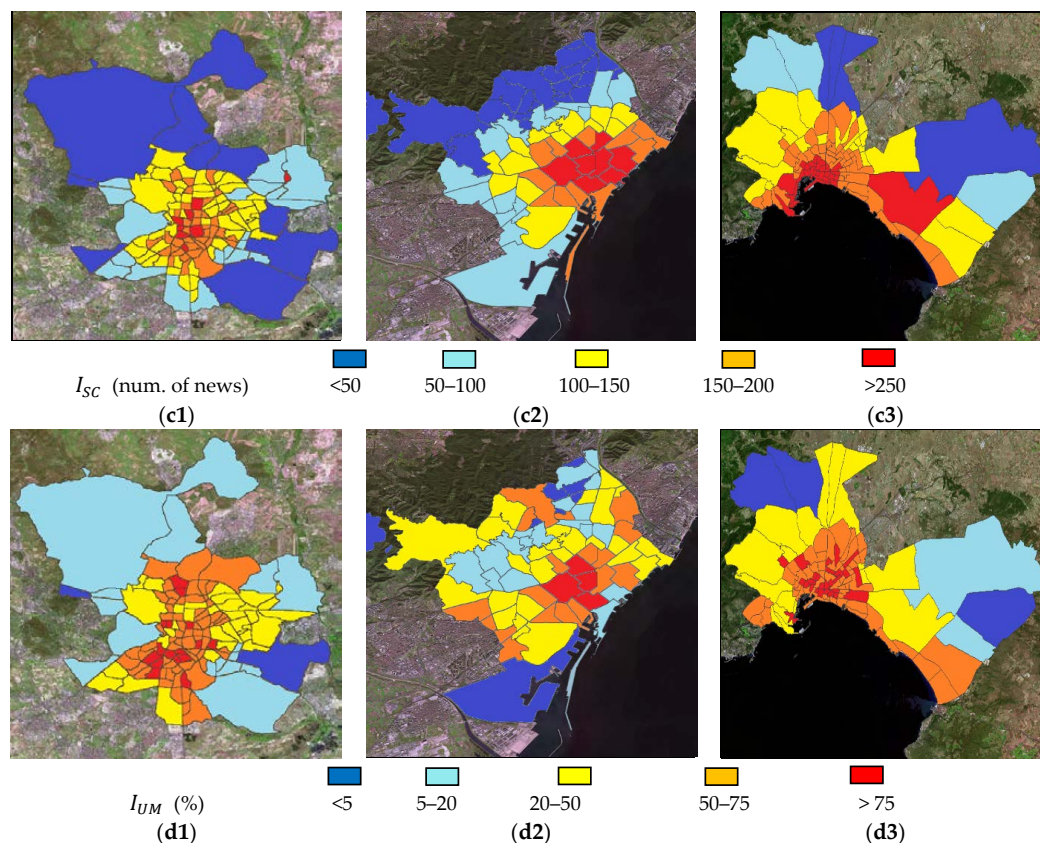 I_SC (num. of news) <50 50–100 100–150 150–200 >250
(c1) (c2) (c3)
I_UM (%) <5 5–20 20–50 50–75 > 75
(d1) (d2) (d3)